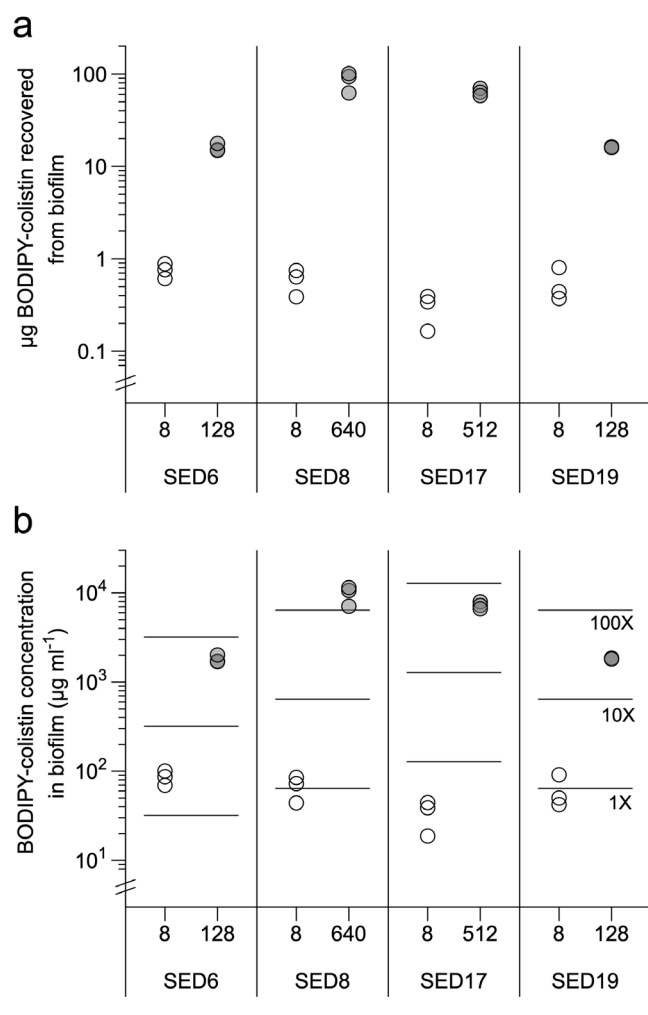 a
µg BODIPY-colistin recovered
from biofilm
100
10
1
0.1
8 128 8 640 8 512 8 128
SED6 SED8 SED17 SED19
b
BODIPY-colistin concentration
in biofilm (µg ml⁻¹)
10⁴
10³
10²
10¹
100X
10X
1X
8 128 8 640 8 512 8 128
SED6 SED8 SED17 SED19